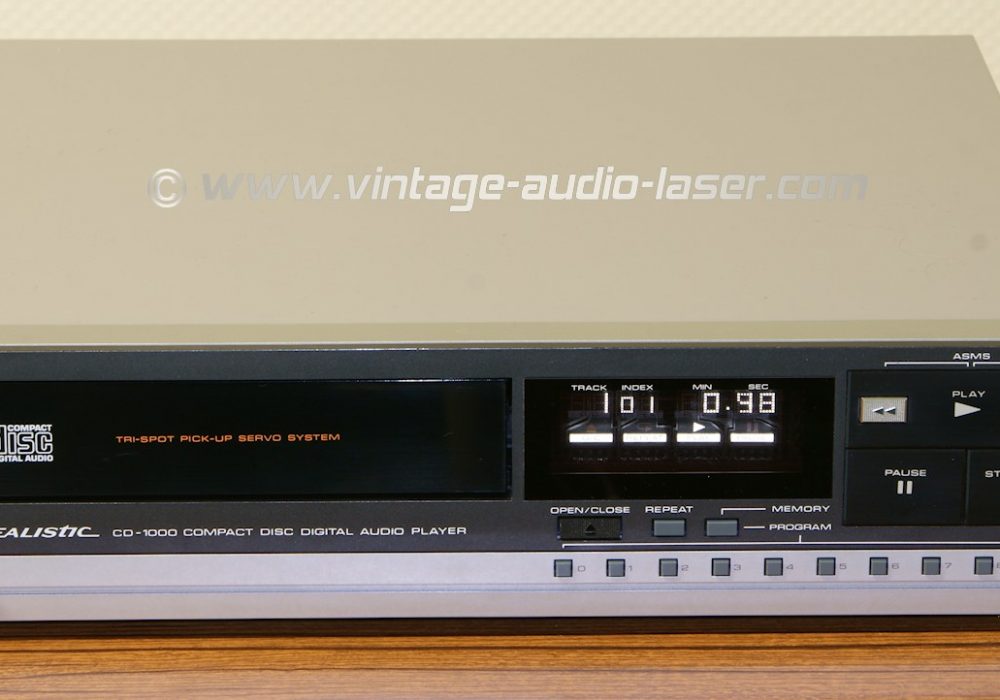 © www.vintage-audio-laser.com
ASMS
TRACK INDEX MIN SEC
1 01 0.98
PLAY
COMPACT
disc
DIGITAL AUDIO
TRI-SPOT PICK-UP SERVO SYSTEM
PAUSE
OPEN/CLOSE REPEAT MEMORY
PROGRAM
REALISTIC CD-1000 COMPACT DISC DIGITAL AUDIO PLAYER
0 1 2 3 4 5 6 7